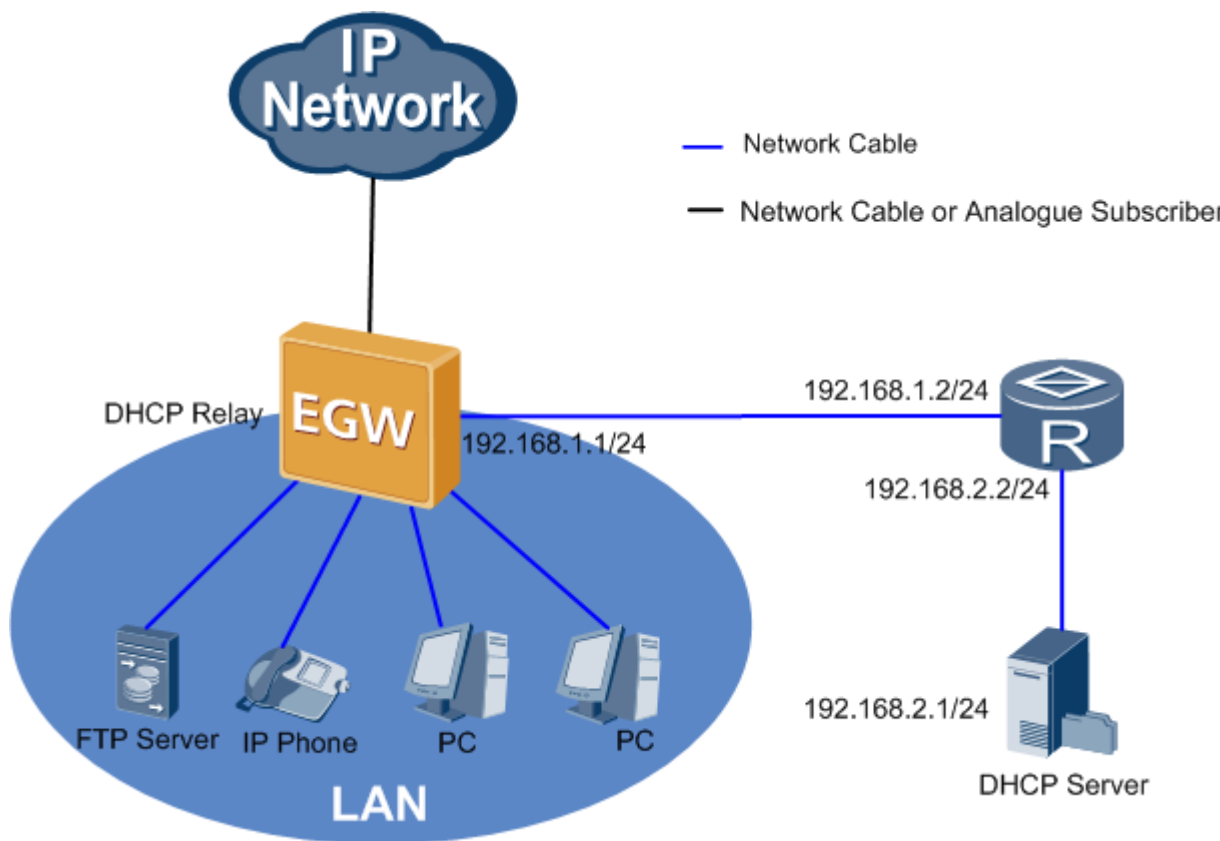 IP
Network
Network Cable
Network Cable or Analogue Subscriber
DHCP Relay
EGW
192.168.1.1/24
192.168.1.2/24
R
192.168.2.2/24
FTP Server
IP Phone
PC
PC
192.168.2.1/24
DHCP Server
LAN